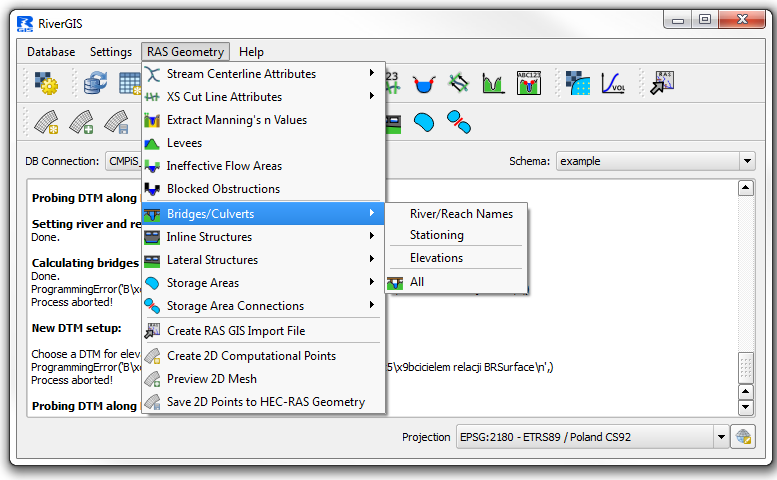 RiverGIS
Database Settings RAS Geometry Help
Stream Centerline Attributes
XS Cut Line Attributes
Extract Manning's n Values
Levees
Ineffective Flow Areas
Blocked Obstructions
Bridges/Culverts
Inline Structures
Lateral Structures
Storage Areas
Storage Area Connections
Create RAS GIS Import File
Create 2D Computational Points
Preview 2D Mesh
Save 2D Points to HEC-RAS Geometry
River/Reach Names
Stationing
Elevations
All
23
ABC123
VOL
RAS
DB Connection: CMPiS_
Schema: example
Probing DTM along
Setting river and re
Done.
Calculating bridges
Done.
ProgrammingError('B\x
Process aborted!
New DTM setup:
Choose a DTM for elev
ProgrammingError('B\x 5\x9bcicielem relacji BRSurface\n',)
Process aborted!
Probing DTM along
Projection EPSG:2180 - ETRS89 / Poland CS92